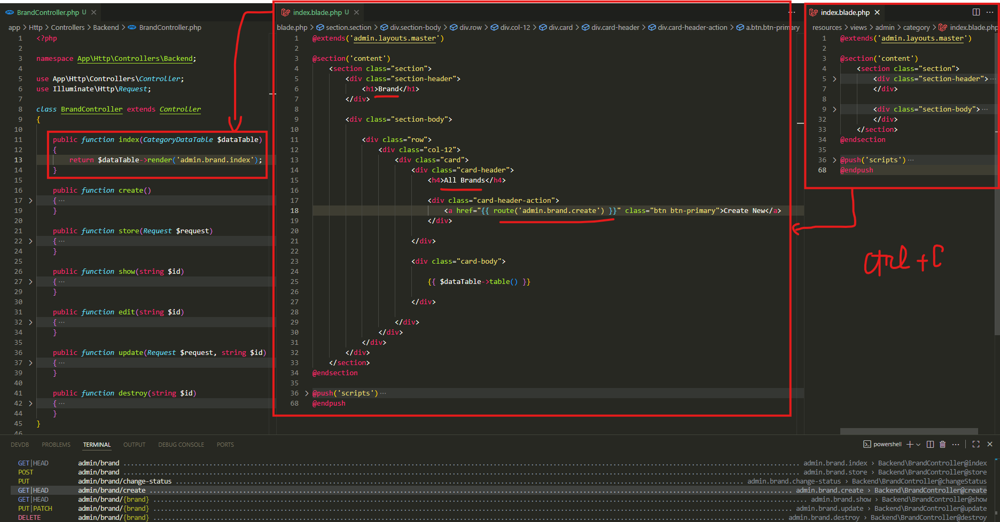 BrandController.php U
app > Http > Controllers > Backend > BrandController.php
1 <?php
2
3 namespace App\Http\Controllers\Backend;
4
5 use App\Http\Controllers\Controller;
6 use Illuminate\Http\Request;
7
8 class BrandController extends Controller
9 {
10
11 public function index(CategoryDataTable $dataTable)
12 {
13 return $dataTable->render('admin.brand.index');
14 }
15
16 public function create()
17 > { ...
19 }
20
21 public function store(Request $request)
22 > { ...
24 }
25
26 public function show(string $id)
27 > { ...
29 }
30
31 public function edit(string $id)
32 > { ...
34 }
35
36 public function update(Request $request, string $id)
37 > { ...
39 }
40
41 public function destroy(string $id)
42 > { ...
44 }
45 }
46
index.blade.php U
blade.php > section.section > div.section-body > div.row > div.col-12 > div.card > div.card-header > div.card-header-action > a.btn.btn-primary
1 @extends('admin.layouts.master')
2
3 @section('content')
4 <section class="section">
5 <div class="section-header">
6 <h1>Brand</h1>
7 </div>
8
9 <div class="section-body">
10
11 <div class="row">
12 <div class="col-12">
13 <div class="card">
14 <div class="card-header">
15 <h4>All Brands</h4>
16
17 <div class="card-header-action">
18 <a href="{{ route('admin.brand.create') }}" class="btn btn-primary">Create New</a>
19 </div>
20
21 </div>
22
23 <div class="card-body">
24
25 {{ $dataTable->table() }}
26
27 </div>
28
29 </div>
30 </div>
31 </div>
32 </div>
33 </section>
34 @endsection
35
36 > @push('scripts') ...
68 @endpush
index.blade.php
resources > views > admin > category > index.blade.php
1 @extends('admin.layouts.master')
2
3 @section('content')
4 <section class="section">
5 > <div class="section-header"> ...
7 </div>
8
9 > <div class="section-body"> ...
32 </div>
33 </section>
34 @endsection
35
36 > @push('scripts') ...
68 @endpush
ctrl + C
DEVDB PROBLEMS TERMINAL OUTPUT DEBUG CONSOLE PORTS
powershell
GET|HEAD admin/brand ... admin.brand.index › Backend\BrandController@index
POST admin/brand ... admin.brand.store › Backend\BrandController@store
PUT admin/brand/change-status ... admin.brand.change-status › Backend\BrandController@changeStatus
GET|HEAD admin/brand/create ... admin.brand.create › Backend\BrandController@create
GET|HEAD admin/brand/{brand} ... admin.brand.show › Backend\BrandController@show
PUT|PATCH admin/brand/{brand} ... admin.brand.update › Backend\BrandController@update
DELETE admin/brand/{brand} ... admin.brand.destroy › Backend\BrandController@destroy